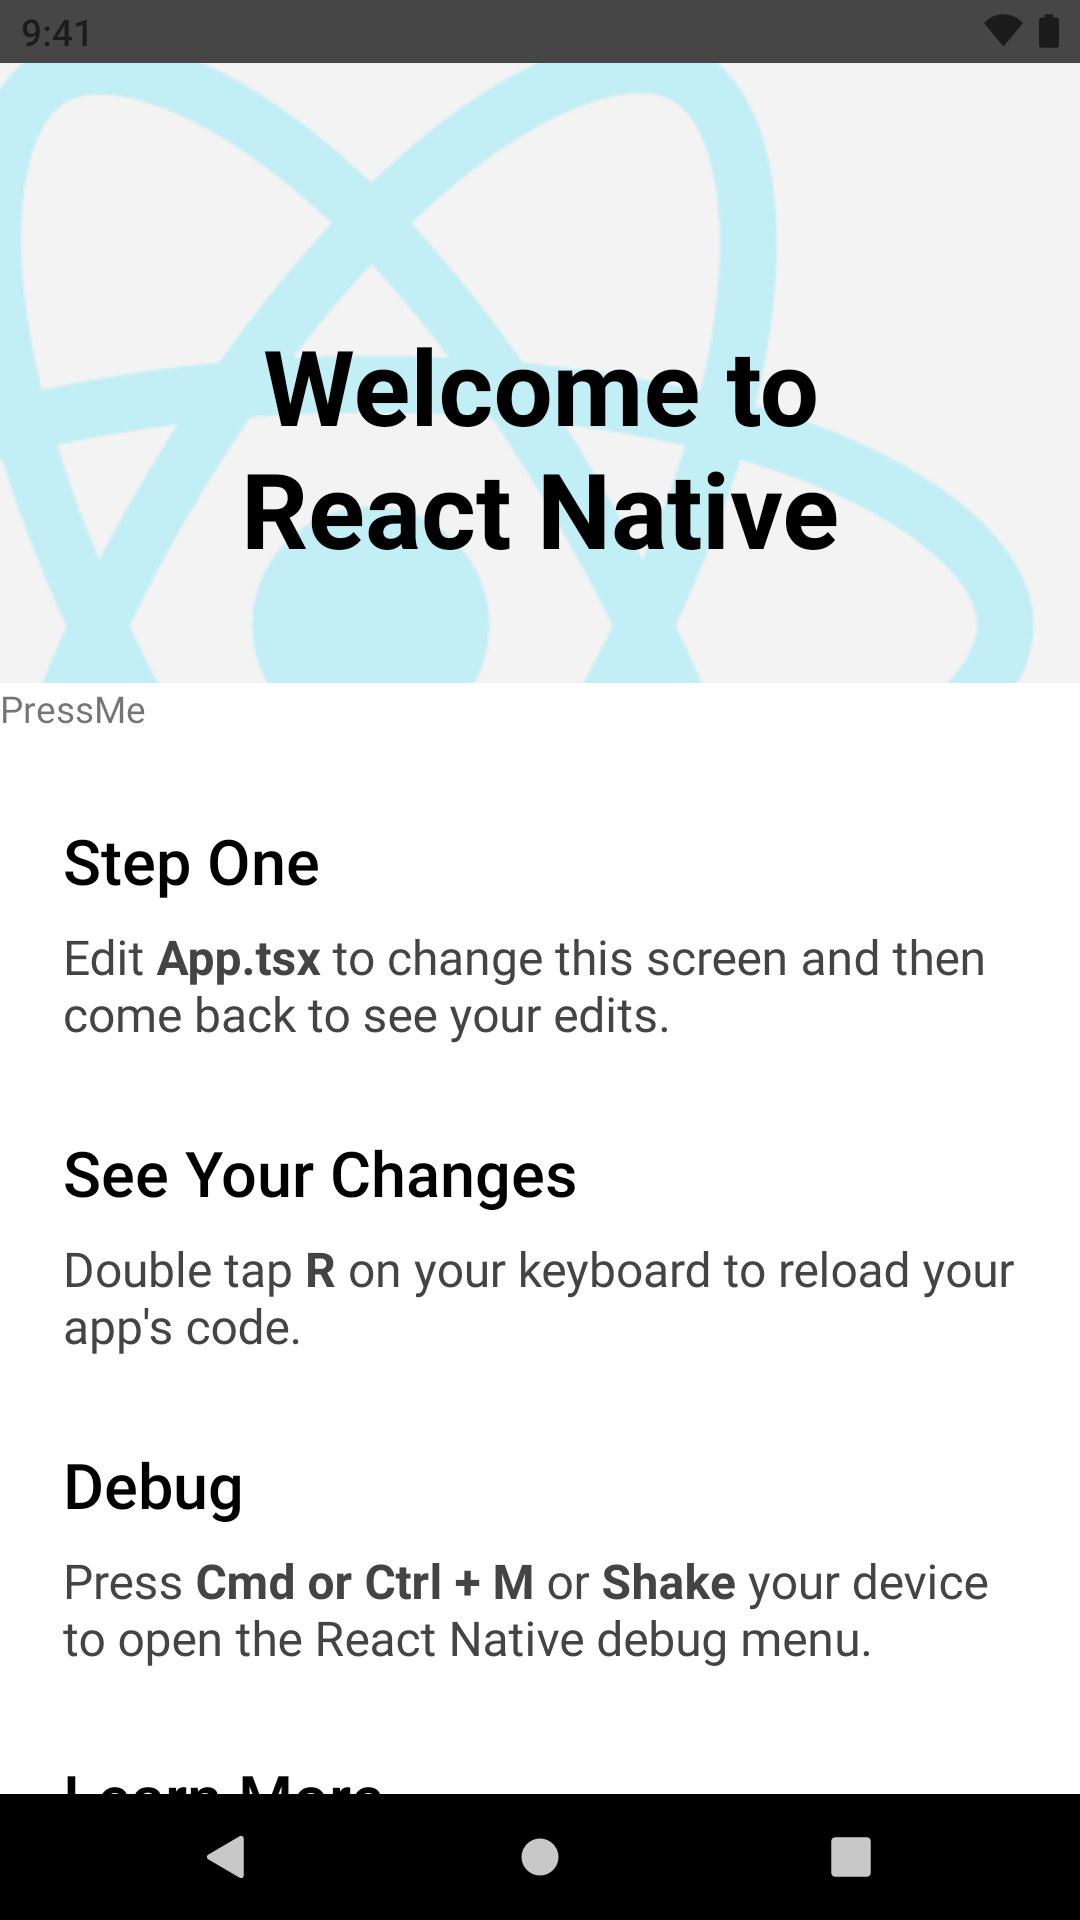 9:41
Welcome to
React Native
PressMe
Step One
Edit App.tsx to change this screen and then
come back to see your edits.
See Your Changes
Double tap R on your keyboard to reload your
app's code.
Debug
Press Cmd or Ctrl + M or Shake your device
to open the React Native debug menu.
Learn More